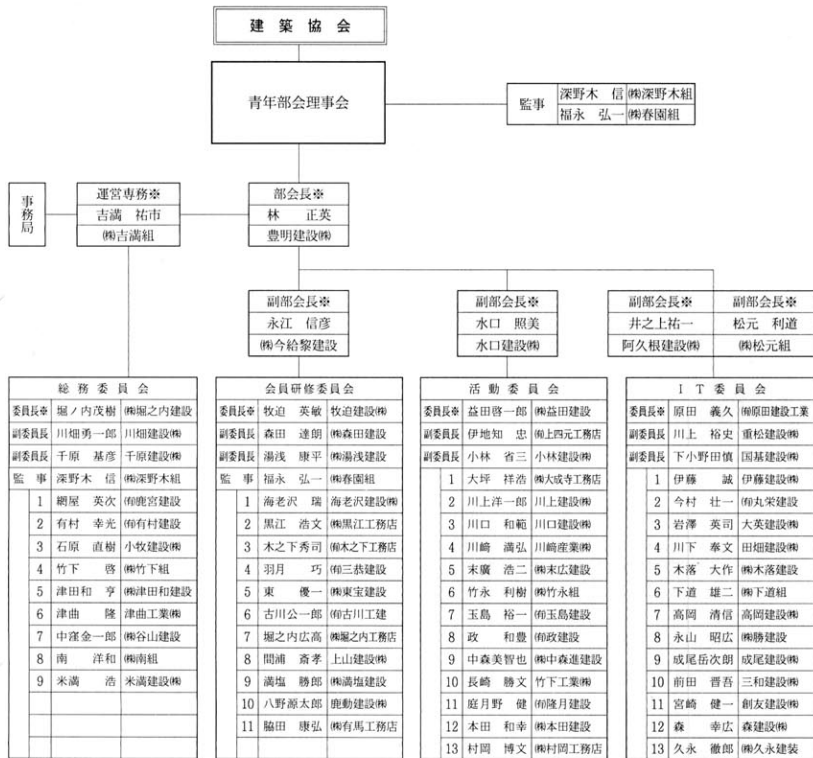 建築協会
青年部会理事会
監事 深野木 信 ㈱深野木組
福永 弘一 ㈱春園組
事務局
運営専務※
吉満 祐市
㈱吉満組
部会長※
林 正英
豊明建設㈱
副部会長※
永江 信彦
㈱今給黎建設
副部会長※
水口 照美
水口建設㈱
副部会長※ 副部会長※
井之上祐一 松元 利道
阿久根建設㈱ ㈱松元組
総務委員会
委員長※ 堀ノ内茂樹 ㈱堀之内建設
副委員長 川畑勇一郎 川畑建設㈱
副委員長 千原 基彦 千原建設㈱
監事 深野木 信 ㈱深野木組
1 網屋 英次 ㈲鹿宮建設
2 有村 幸光 ㈲有村建設
3 石原 直樹 小牧建設㈱
4 竹下 啓 ㈱竹下組
5 津田和 亨 ㈱津田和建設
6 津曲 隆 津曲工業㈱
7 中窪金一郎 ㈱谷山建設
8 南 洋和 ㈱南組
9 米満 浩 米満建設㈱
会員研修委員会
委員長※ 牧迫 英敏 牧迫建設㈱
副委員長 森田 達朗 ㈱森田建設
副委員長 湯浅 康平 ㈱湯浅建設
監事 福永 弘一 ㈱春園組
1 海老沢 瑞 海老沢建設㈱
2 黒江 浩文 ㈱黒江工務店
3 木之下秀司 ㈲木之下工務店
4 羽月 巧 ㈲三恭建設
5 東 優一 ㈱東宝建設
6 古川公一郎 ㈲古川工建
7 堀之内広高 ㈱堀之内工務店
8 間浦 斎孝 上山建設㈱
9 満塩 勝郎 ㈱満塩建設
10 八野源太郎 鹿動建設㈱
11 脇田 康弘 ㈱有馬工務店
活動委員会
委員長※ 益田啓一郎 ㈱益田建設
副委員長 伊地知 忠 ㈲上四元工務店
副委員長 小林 省三 小林建設㈱
1 大坪 祥浩 ㈱大成寺工務店
2 川上洋一郎 川上建設㈱
3 川口 和範 川口建設㈱
4 川﨑 満弘 川﨑産業㈱
5 末廣 浩二 ㈱末広建設
6 竹永 利樹 ㈱竹永組
7 玉島 裕一 ㈲玉島建設
8 政 和豊 ㈲政建設
9 中森美智也 ㈱中森進建設
10 長﨑 勝文 竹下工業㈱
11 庭月野 健 ㈲隆月建設
12 本田 和幸 ㈱本田建設
13 村岡 博文 ㈱村岡工務店
IT委員会
委員長※ 原田 義久 ㈲原田建設工業
副委員長 川上 裕史 重松建設㈱
副委員長 下小野田慎 国基建設㈱
1 伊藤 誠 伊藤建設㈱
2 今村 壮一 ㈲丸栄建設
3 岩澤 英司 大英建設㈱
4 川下 奉文 田畑建設㈱
5 木落 大作 ㈱木落建設
6 下道 雄二 ㈱下道組
7 高岡 清信 高岡建設㈱
8 永山 昭広 ㈱勝建設
9 成尾岳次朗 成尾建設㈱
10 前田 晋吾 三和建設㈱
11 宮崎 健一 創友建設㈱
12 森 幸広 森建設㈱
13 久永 徹郎 ㈱久永建装